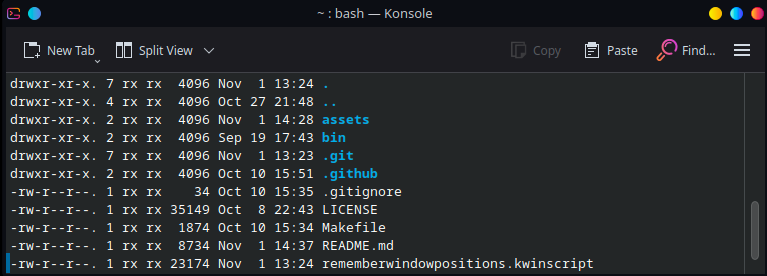 ~ : bash — Konsole
New Tab Split View Copy Paste Find...
drwxr-xr-x. 7 rx rx  4096 Nov  1 13:24 .
drwxr-xr-x. 4 rx rx  4096 Oct 27 21:48 ..
drwxr-xr-x. 2 rx rx  4096 Nov  1 14:28 assets
drwxr-xr-x. 2 rx rx  4096 Sep 19 17:43 bin
drwxr-xr-x. 7 rx rx  4096 Nov  1 13:23 .git
drwxr-xr-x. 2 rx rx  4096 Oct 10 15:51 .github
-rw-r--r--. 1 rx rx    34 Oct 10 15:35 .gitignore
-rw-r--r--. 1 rx rx 35149 Oct  8 22:43 LICENSE
-rw-r--r--. 1 rx rx  1874 Oct 10 15:34 Makefile
-rw-r--r--. 1 rx rx  8734 Nov  1 14:37 README.md
-rw-r--r--. 1 rx rx 23174 Nov  1 13:24 rememberwindowpositions.kwinscript